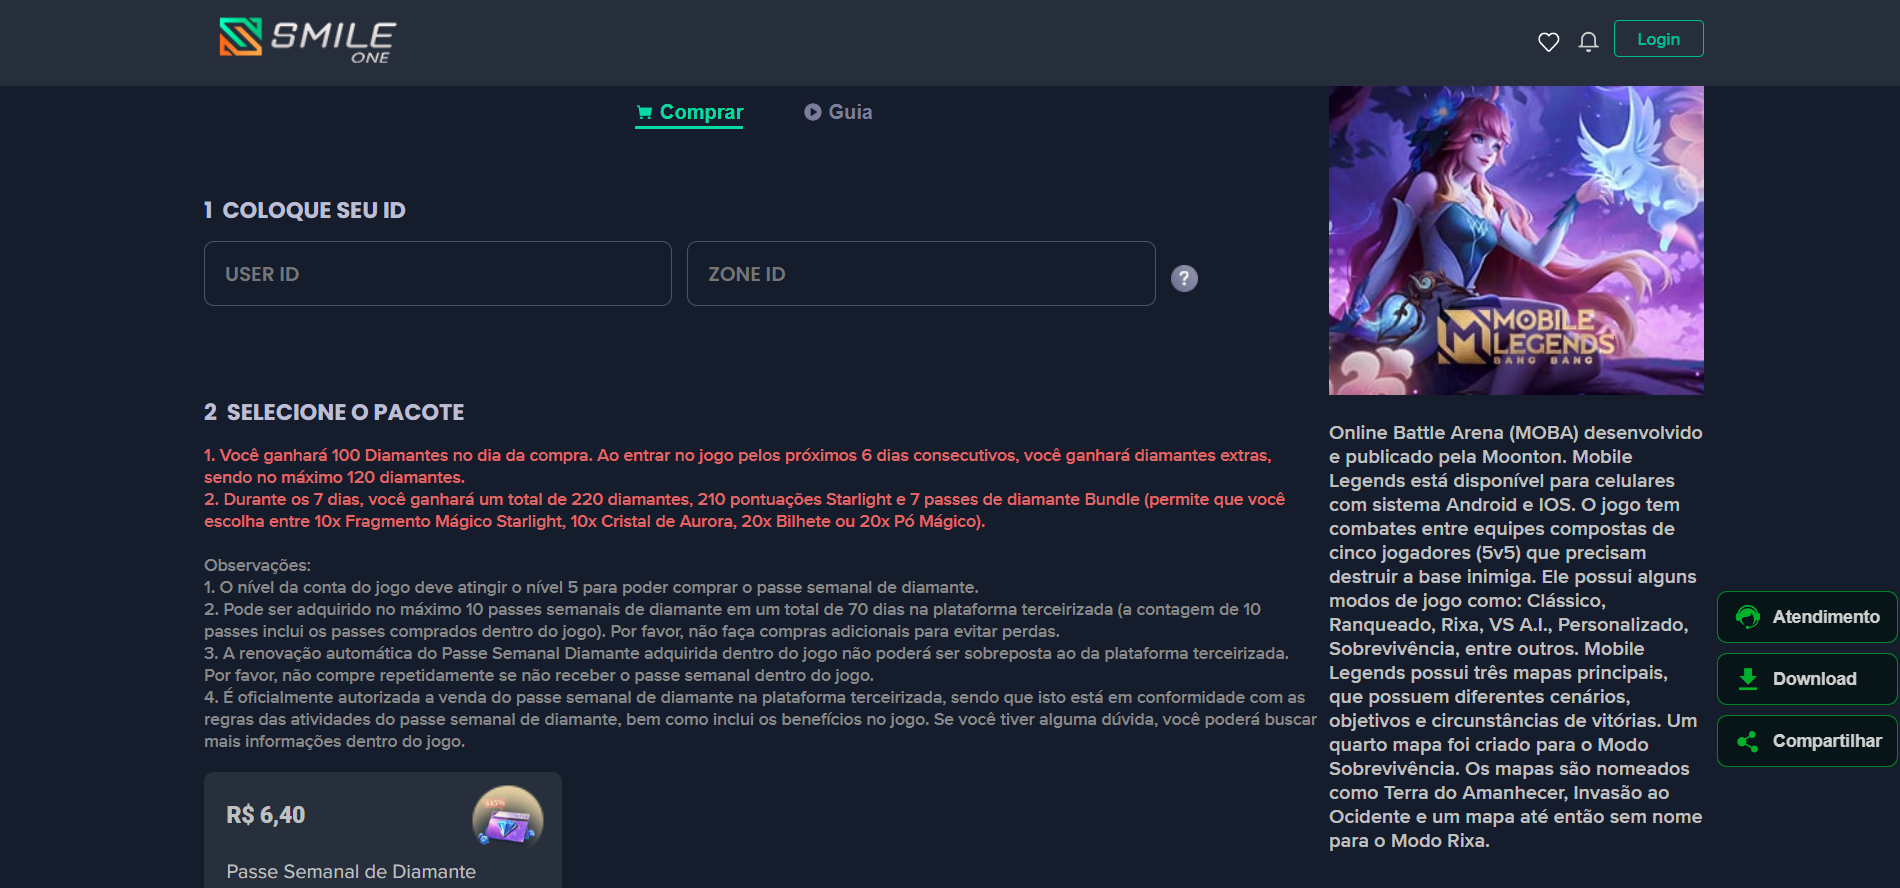 SMILE
ONE
Login
Comprar
Guia
1 COLOQUE SEU ID
USER ID
ZONE ID
?
2 SELECIONE O PACOTE
1. Você ganhará 100 Diamantes no dia da compra. Ao entrar no jogo pelos próximos 6 dias consecutivos, você ganhará diamantes extras,
sendo no máximo 120 diamantes.
2. Durante os 7 dias, você ganhará um total de 220 diamantes, 210 pontuações Starlight e 7 passes de diamante Bundle (permite que você
escolha entre 10x Fragmento Mágico Starlight, 10x Cristal de Aurora, 20x Bilhete ou 20x Pó Mágico).
Observações:
1. O nível da conta do jogo deve atingir o nível 5 para poder comprar o passe semanal de diamante.
2. Pode ser adquirido no máximo 10 passes semanais de diamante em um total de 70 dias na plataforma terceirizada (a contagem de 10
passes inclui os passes comprados dentro do jogo). Por favor, não faça compras adicionais para evitar perdas.
3. A renovação automática do Passe Semanal Diamante adquirida dentro do jogo não poderá ser sobreposta ao da plataforma terceirizada.
Por favor, não compre repetidamente se não receber o passe semanal dentro do jogo.
4. É oficialmente autorizada a venda do passe semanal de diamante na plataforma terceirizada, sendo que isto está em conformidade com as
regras das atividades do passe semanal de diamante, bem como inclui os benefícios no jogo. Se você tiver alguma dúvida, você poderá buscar
mais informações dentro do jogo.
R$ 6,40
445%
Passe Semanal de Diamante
MOBILE
LEGENDS
BANG BANG
Online Battle Arena (MOBA) desenvolvido
e publicado pela Moonton. Mobile
Legends está disponível para celulares
com sistema Android e IOS. O jogo tem
combates entre equipes compostas de
cinco jogadores (5v5) que precisam
destruir a base inimiga. Ele possui alguns
modos de jogo como: Clássico,
Ranqueado, Rixa, VS A.I., Personalizado,
Sobrevivência, entre outros. Mobile
Legends possui três mapas principais,
que possuem diferentes cenários,
objetivos e circunstâncias de vitórias. Um
quarto mapa foi criado para o Modo
Sobrevivência. Os mapas são nomeados
como Terra do Amanhecer, Invasão ao
Ocidente e um mapa até então sem nome
para o Modo Rixa.
Atendimento
Download
Compartilhar